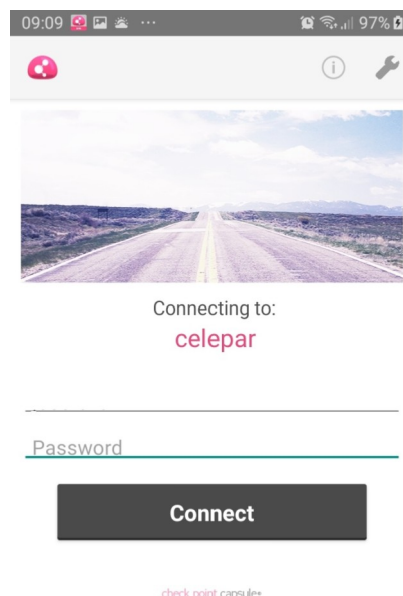 09:09 ... 97%
Connecting to:
celepar
Password
Connect
check point capsule+